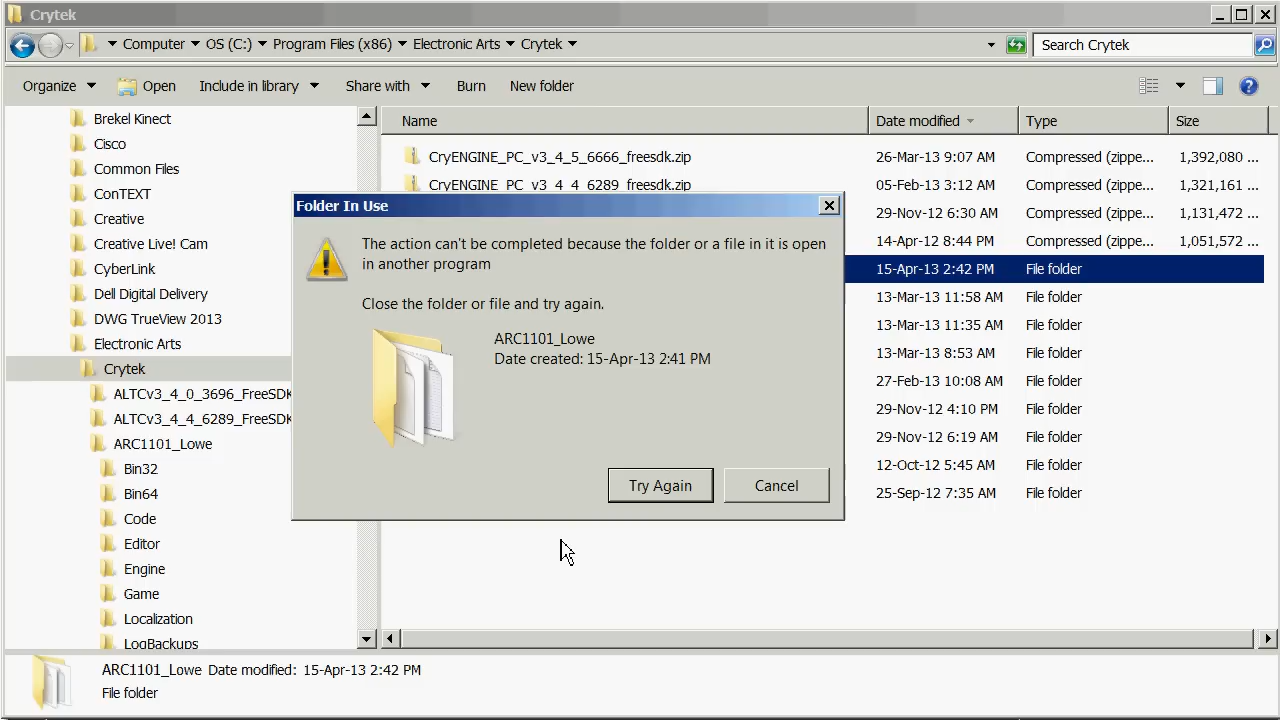 Crytek
Computer OS (C:) Program Files (x86) Electronic Arts Crytek
Search Crytek
Organize Open Include in library Share with Burn New folder
Brekel Kinect
Cisco
Common Files
ConTEXT
Creative
Creative Live! Cam
CyberLink
Dell Digital Delivery
DWG TrueView 2013
Electronic Arts
Crytek
ALTCv3_4_0_3696_FreeSDK
ALTCv3_4_4_6289_FreeSDK
ARC1101_Lowe
Bin32
Bin64
Code
Editor
Engine
Game
Localization
LogBackups
Name Date modified Type Size
CryENGINE_PC_v3_4_5_6666_freesdk.zip 26-Mar-13 9:07 AM Compressed (zippe... 1,392,080 ...
CryENGINE_PC_v3_4_4_6289_freesdk.zip 05-Feb-13 3:12 AM Compressed (zippe... 1,321,161 ...
29-Nov-12 6:30 AM Compressed (zippe... 1,131,472 ...
14-Apr-12 8:44 PM Compressed (zippe... 1,051,572 ...
15-Apr-13 2:42 PM File folder
13-Mar-13 11:58 AM File folder
13-Mar-13 11:35 AM File folder
13-Mar-13 8:53 AM File folder
27-Feb-13 10:08 AM File folder
29-Nov-12 4:10 PM File folder
29-Nov-12 6:19 AM File folder
12-Oct-12 5:45 AM File folder
25-Sep-12 7:35 AM File folder
Folder In Use
The action can't be completed because the folder or a file in it is open
in another program
Close the folder or file and try again.
ARC1101_Lowe
Date created: 15-Apr-13 2:41 PM
Try Again Cancel
ARC1101_Lowe Date modified: 15-Apr-13 2:42 PM
File folder